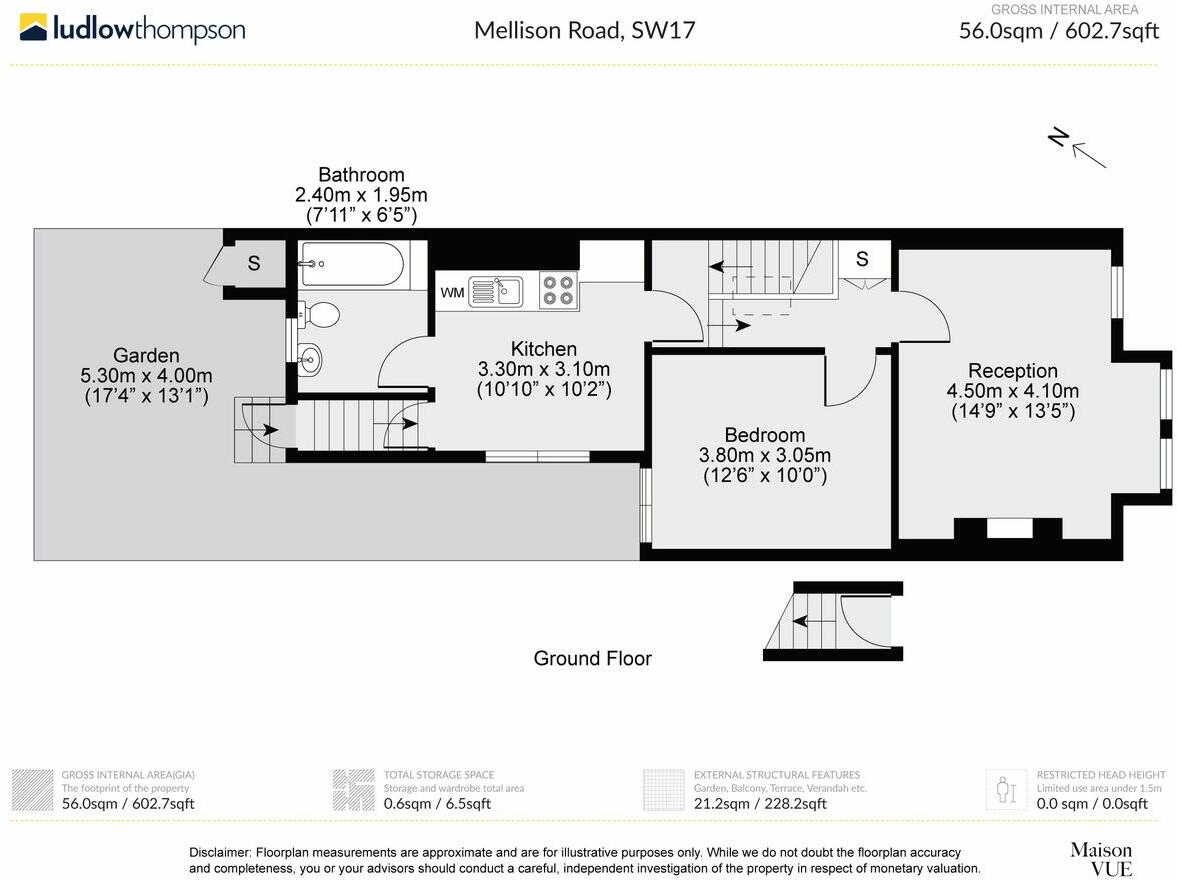 ludlowthompson
Mellison Road, SW17
GROSS INTERNAL AREA
56.0sqm / 602.7sqft
N
Bathroom
2.40m x 1.95m
(7'11” x 6'5”)
S
S
WM
Garden
5.30m x 4.00m
(17'4” x 13'1”)
Kitchen
3.30m x 3.10m
(10'10” x 10'2”)
Reception
4.50m x 4.10m
(14'9” x 13'5”)
Bedroom
3.80m x 3.05m
(12'6” x 10'0”)
Ground Floor
GROSS INTERNAL AREA(GIA)
The footprint of the property
56.0sqm / 602.7sqft
TOTAL STORAGE SPACE
Storage and wardrobe total area
0.6sqm / 6.5sqft
EXTERNAL STRUCTURAL FEATURES
Garden, Balcony, Terrace, Verandah etc.
21.2sqm / 228.2sqft
RESTRICTED HEAD HEIGHT
Limited use area under 1.5m
0.0 sqm / 0.0sqft
Disclaimer: Floorplan measurements are approximate and are for illustrative purposes only. While we do not doubt the floorplan accuracy
and completeness, you or your advisors should conduct a careful, independent investigation of the property in respect of monetary valuation.
Maison
VUE